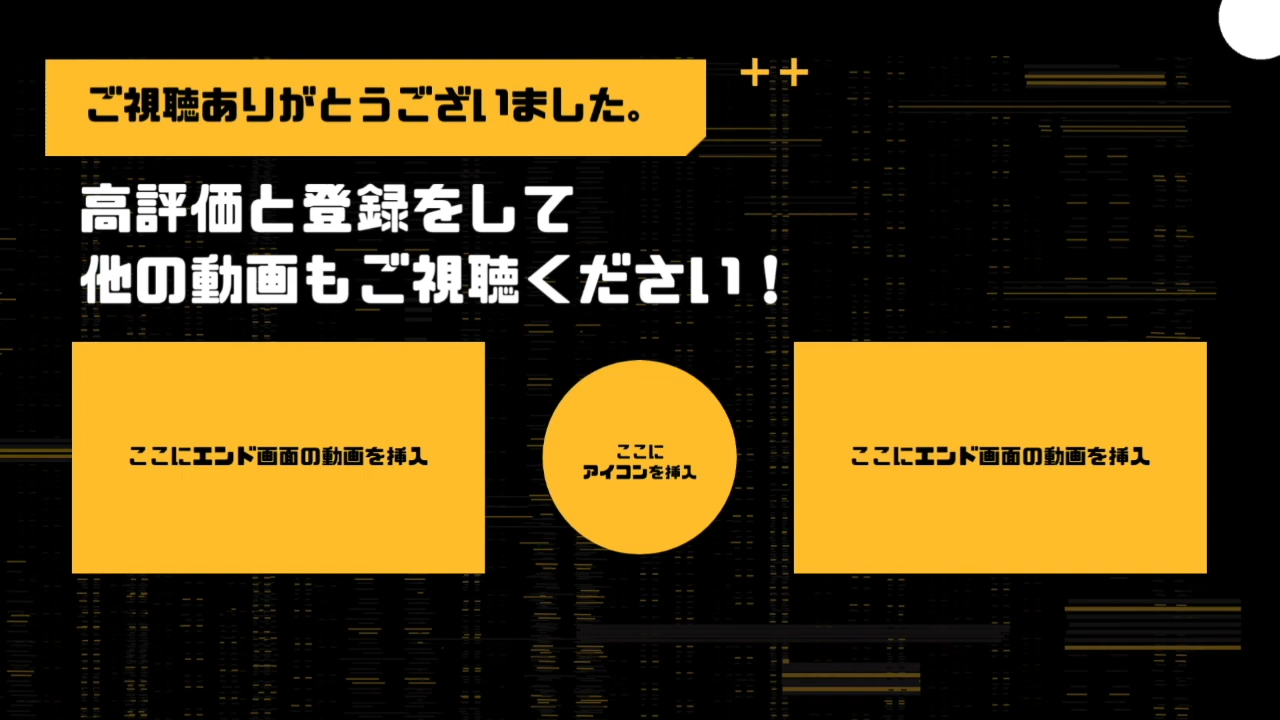 ご視聴ありがとうございました。
++
高評価と登録をして
他の動画もご視聴ください！
ここにエンド画面の動画を挿入
ここに
アイコンを挿入
ここにエンド画面の動画を挿入